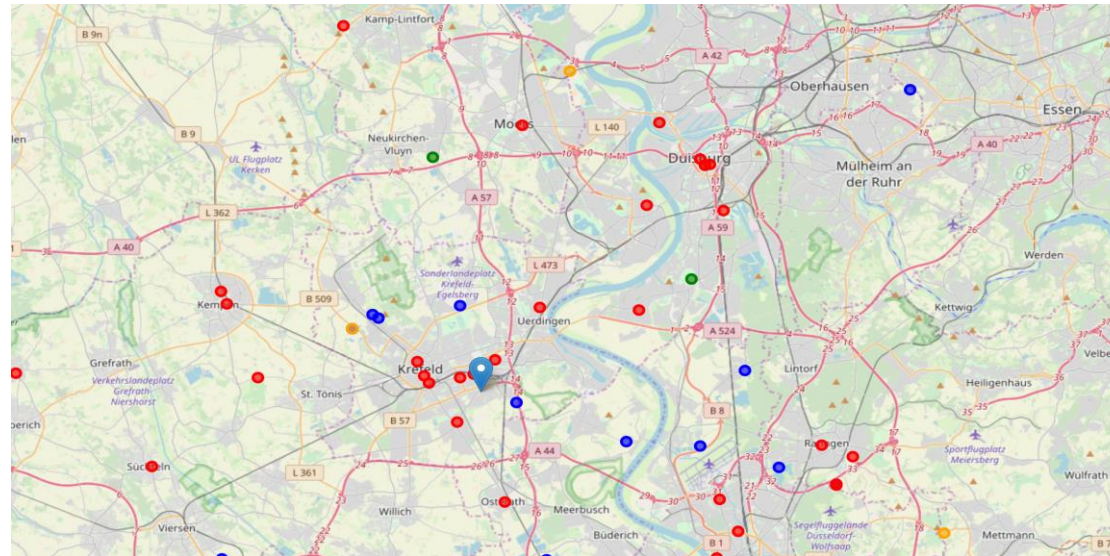 Kamp-Lintfort
B 9n
A 42
Oberhausen
Essen
Moers
L 140
B 9
Neukirchen-
Vluyn
Duisburg
A 40
UL Flugplatz
Kerken
Mülheim an
der Ruhr
A 57
L 362
A 59
A 40
Werden
L 473
Sonderlandeplatz
Krefeld-
Egelsberg
Kempen
B 509
Kettwig
Uerdingen
A 524
Grefrath
Krefeld
Lintorf
Velbe
Verkehrslandeplatz
Grefrath-
Niershorst
St. Tönis
Heiligenhaus
B 57
B 8
berich
A 44
Ratingen
Sportflugplatz
Meiersberg
Süchteln
L 361
Wülfrath
Osterath
Willich
Meerbusch
Viersen
Büderich
Segelfluggelände
Düsseldorf-
Wolfsaap
Mettmann
B 1
B 7